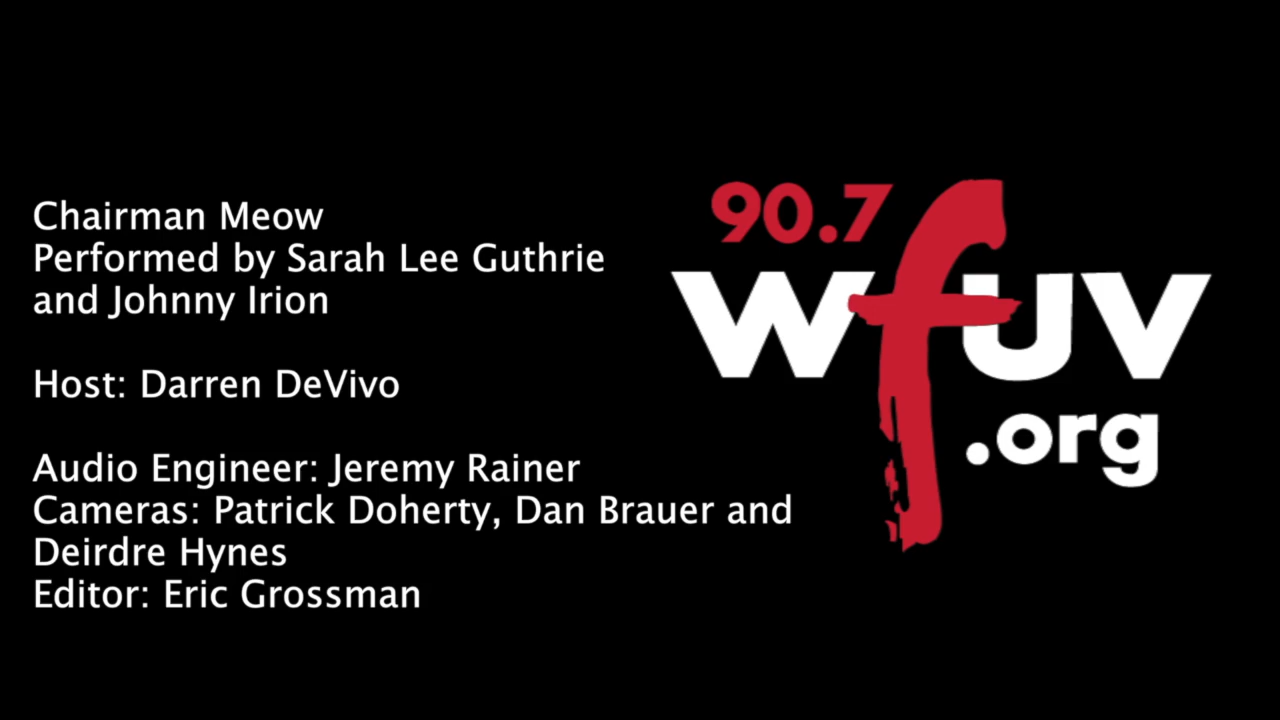 Chairman Meow
Performed by Sarah Lee Guthrie
and Johnny Irion
Host: Darren DeVivo
Audio Engineer: Jeremy Rainer
Cameras: Patrick Doherty, Dan Brauer and
Deirdre Hynes
Editor: Eric Grossman
90.7
wfuv
.org